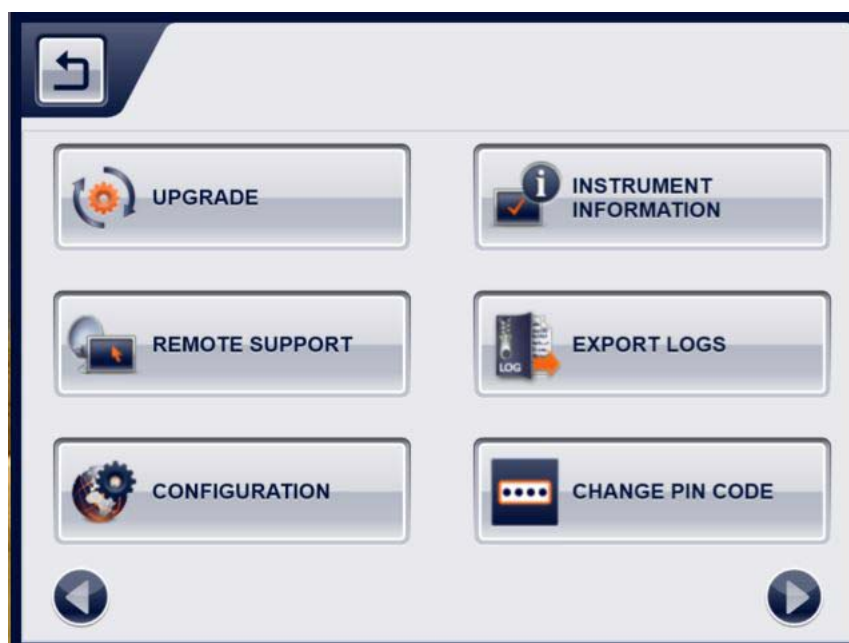 UPGRADE
INSTRUMENT
INFORMATION
REMOTE SUPPORT
LOG
EXPORT LOGS
CONFIGURATION
CHANGE PIN CODE